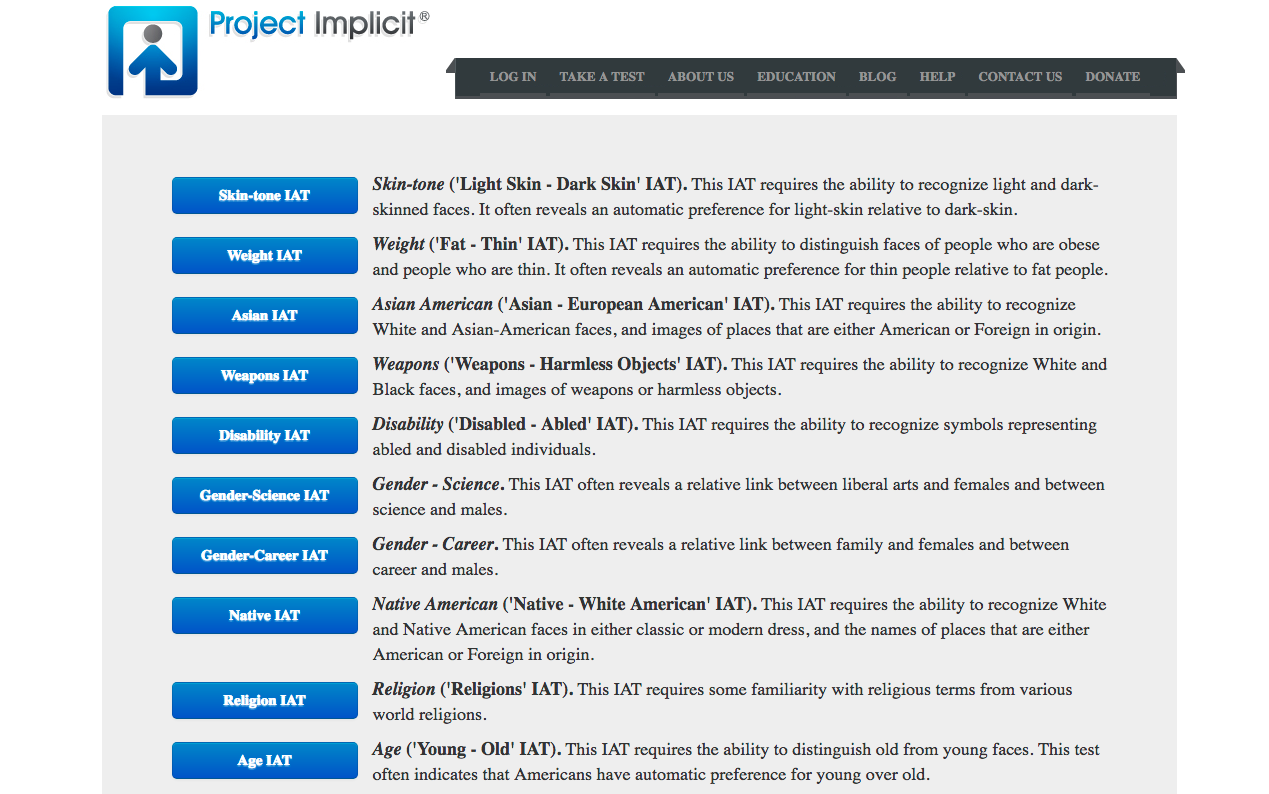 Project Implicit®
LOG IN TAKE A TEST ABOUT US EDUCATION BLOG HELP CONTACT US DONATE
Skin-tone IAT
Skin-tone ('Light Skin - Dark Skin' IAT). This IAT requires the ability to recognize light and dark-
skinned faces. It often reveals an automatic preference for light-skin relative to dark-skin.
Weight IAT
Weight ('Fat - Thin' IAT). This IAT requires the ability to distinguish faces of people who are obese
and people who are thin. It often reveals an automatic preference for thin people relative to fat people.
Asian IAT
Asian American ('Asian - European American' IAT). This IAT requires the ability to recognize
White and Asian-American faces, and images of places that are either American or Foreign in origin.
Weapons IAT
Weapons ('Weapons - Harmless Objects' IAT). This IAT requires the ability to recognize White and
Black faces, and images of weapons or harmless objects.
Disability IAT
Disability ('Disabled - Abled' IAT). This IAT requires the ability to recognize symbols representing
abled and disabled individuals.
Gender-Science IAT
Gender - Science. This IAT often reveals a relative link between liberal arts and females and between
science and males.
Gender-Career IAT
Gender - Career. This IAT often reveals a relative link between family and females and between
career and males.
Native IAT
Native American ('Native - White American' IAT). This IAT requires the ability to recognize White
and Native American faces in either classic or modern dress, and the names of places that are either
American or Foreign in origin.
Religion IAT
Religion ('Religions' IAT). This IAT requires some familiarity with religious terms from various
world religions.
Age IAT
Age ('Young - Old' IAT). This IAT requires the ability to distinguish old from young faces. This test
often indicates that Americans have automatic preference for young over old.